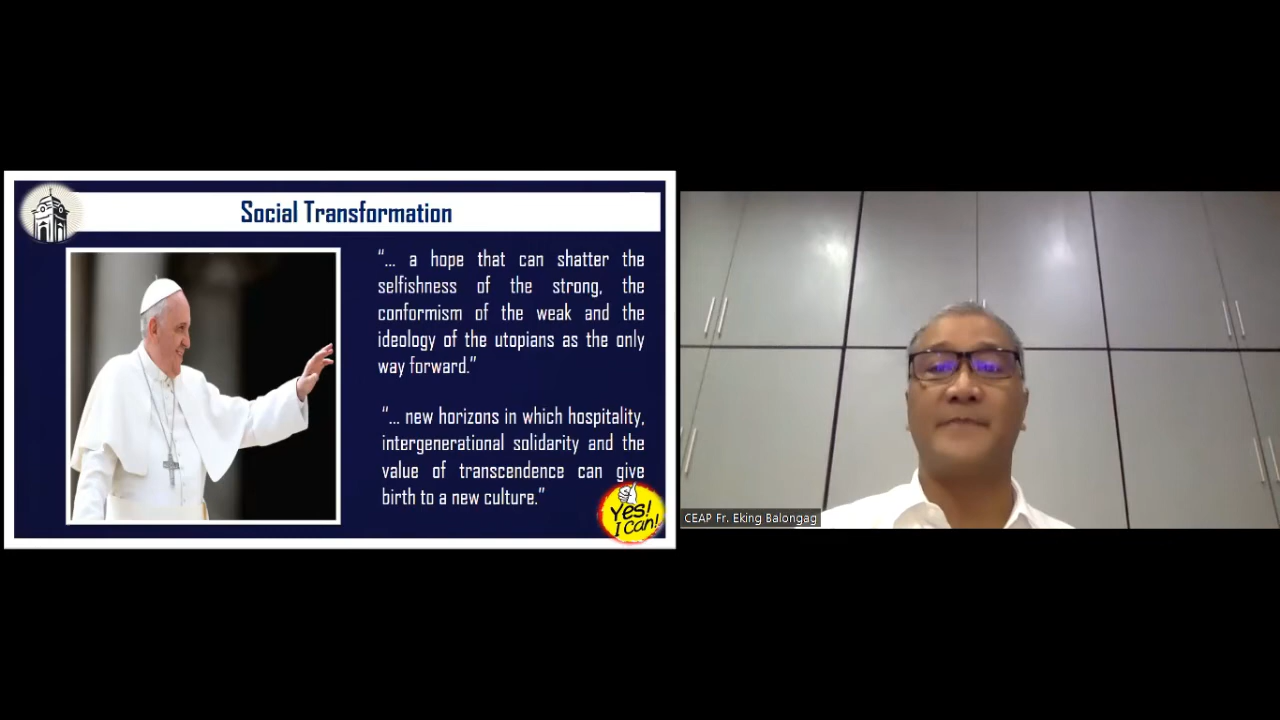 Social Transformation
“... a hope that can shatter the
selfishness of the strong, the
conformism of the weak and the
ideology of the utopians as the only
way forward.”
“... new horizons in which hospitality,
intergenerational solidarity and the
value of transcendence can give
birth to a new culture.”
Yes!
I can!
CEAP Fr. Eking Balongag